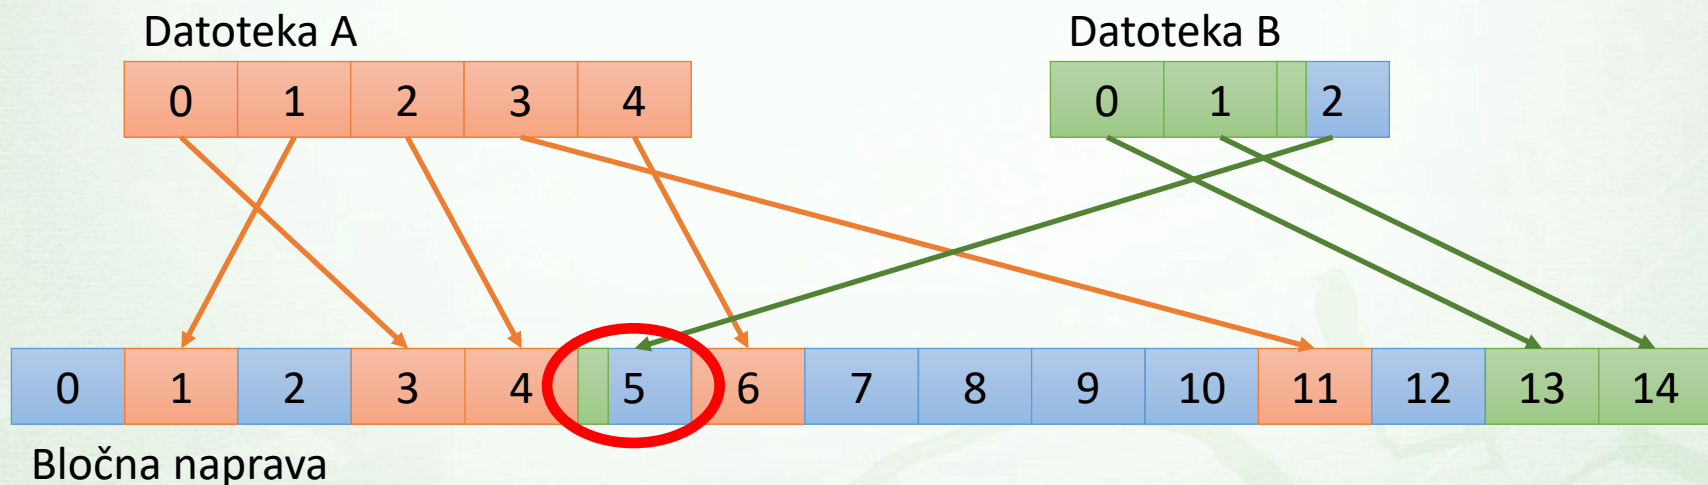 Datoteka A
Datoteka B
0 1 2 3 4
0 1 2
0 1 2 3 4 5 6 7 8 9 10 11 12 13 14
Bločna naprava